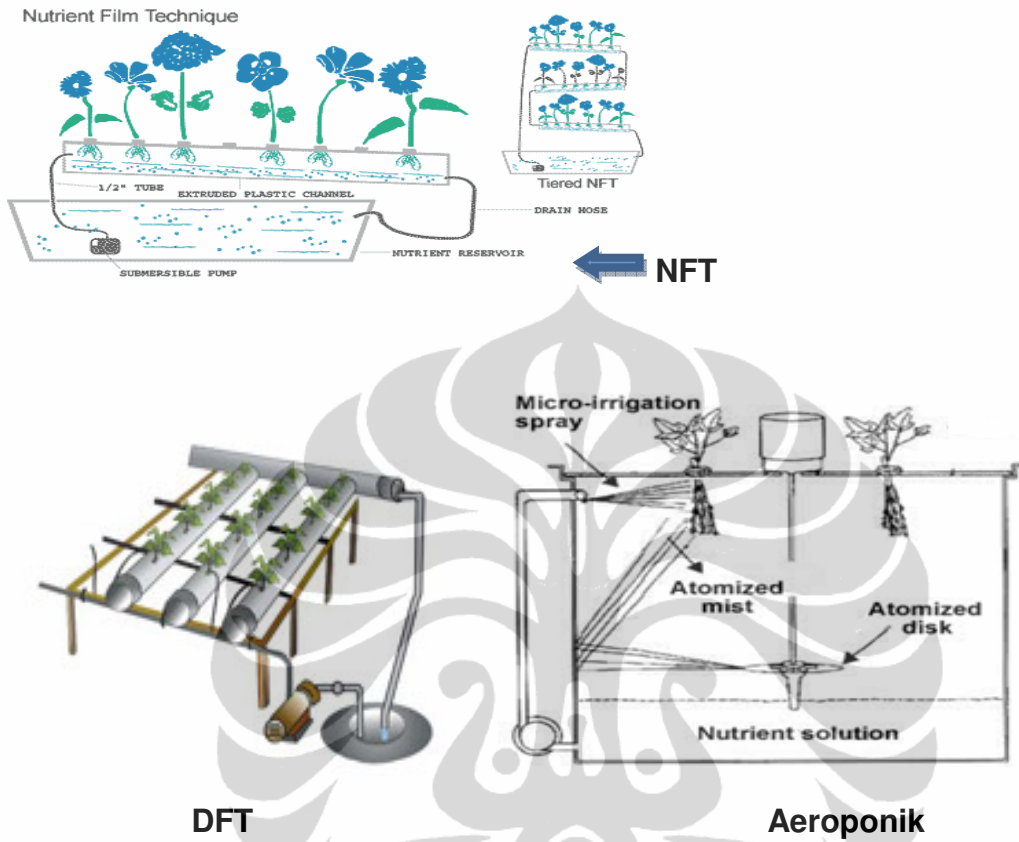 Nutrient Film Technique
1/2" TUBE
EXTRUDED PLASTIC CHANNEL
Tiered NFT
DRAIN HOSE
NUTRIENT RESERVOIR
SUBMERSIBLE PUMP
NFT
Micro-irrigation
spray
Atomized
mist
Atomized
disk
Nutrient solution
DFT
Aeroponik